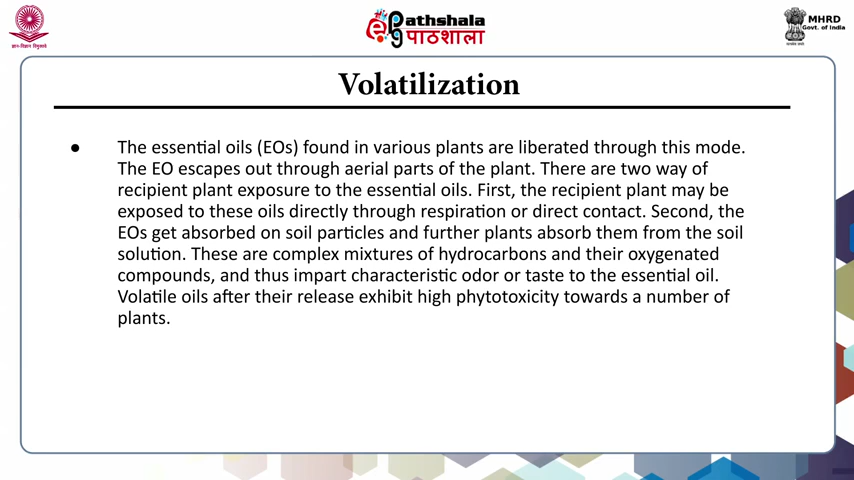 ePathshala
पाठशाला
MHRD
Govt. of India
Volatilization
● The essential oils (EOs) found in various plants are liberated through this mode.
The EO escapes out through aerial parts of the plant. There are two way of
recipient plant exposure to the essential oils. First, the recipient plant may be
exposed to these oils directly through respiration or direct contact. Second, the
EOs get absorbed on soil particles and further plants absorb them from the soil
solution. These are complex mixtures of hydrocarbons and their oxygenated
compounds, and thus impart characteristic odor or taste to the essential oil.
Volatile oils after their release exhibit high phytotoxicity towards a number of
plants.